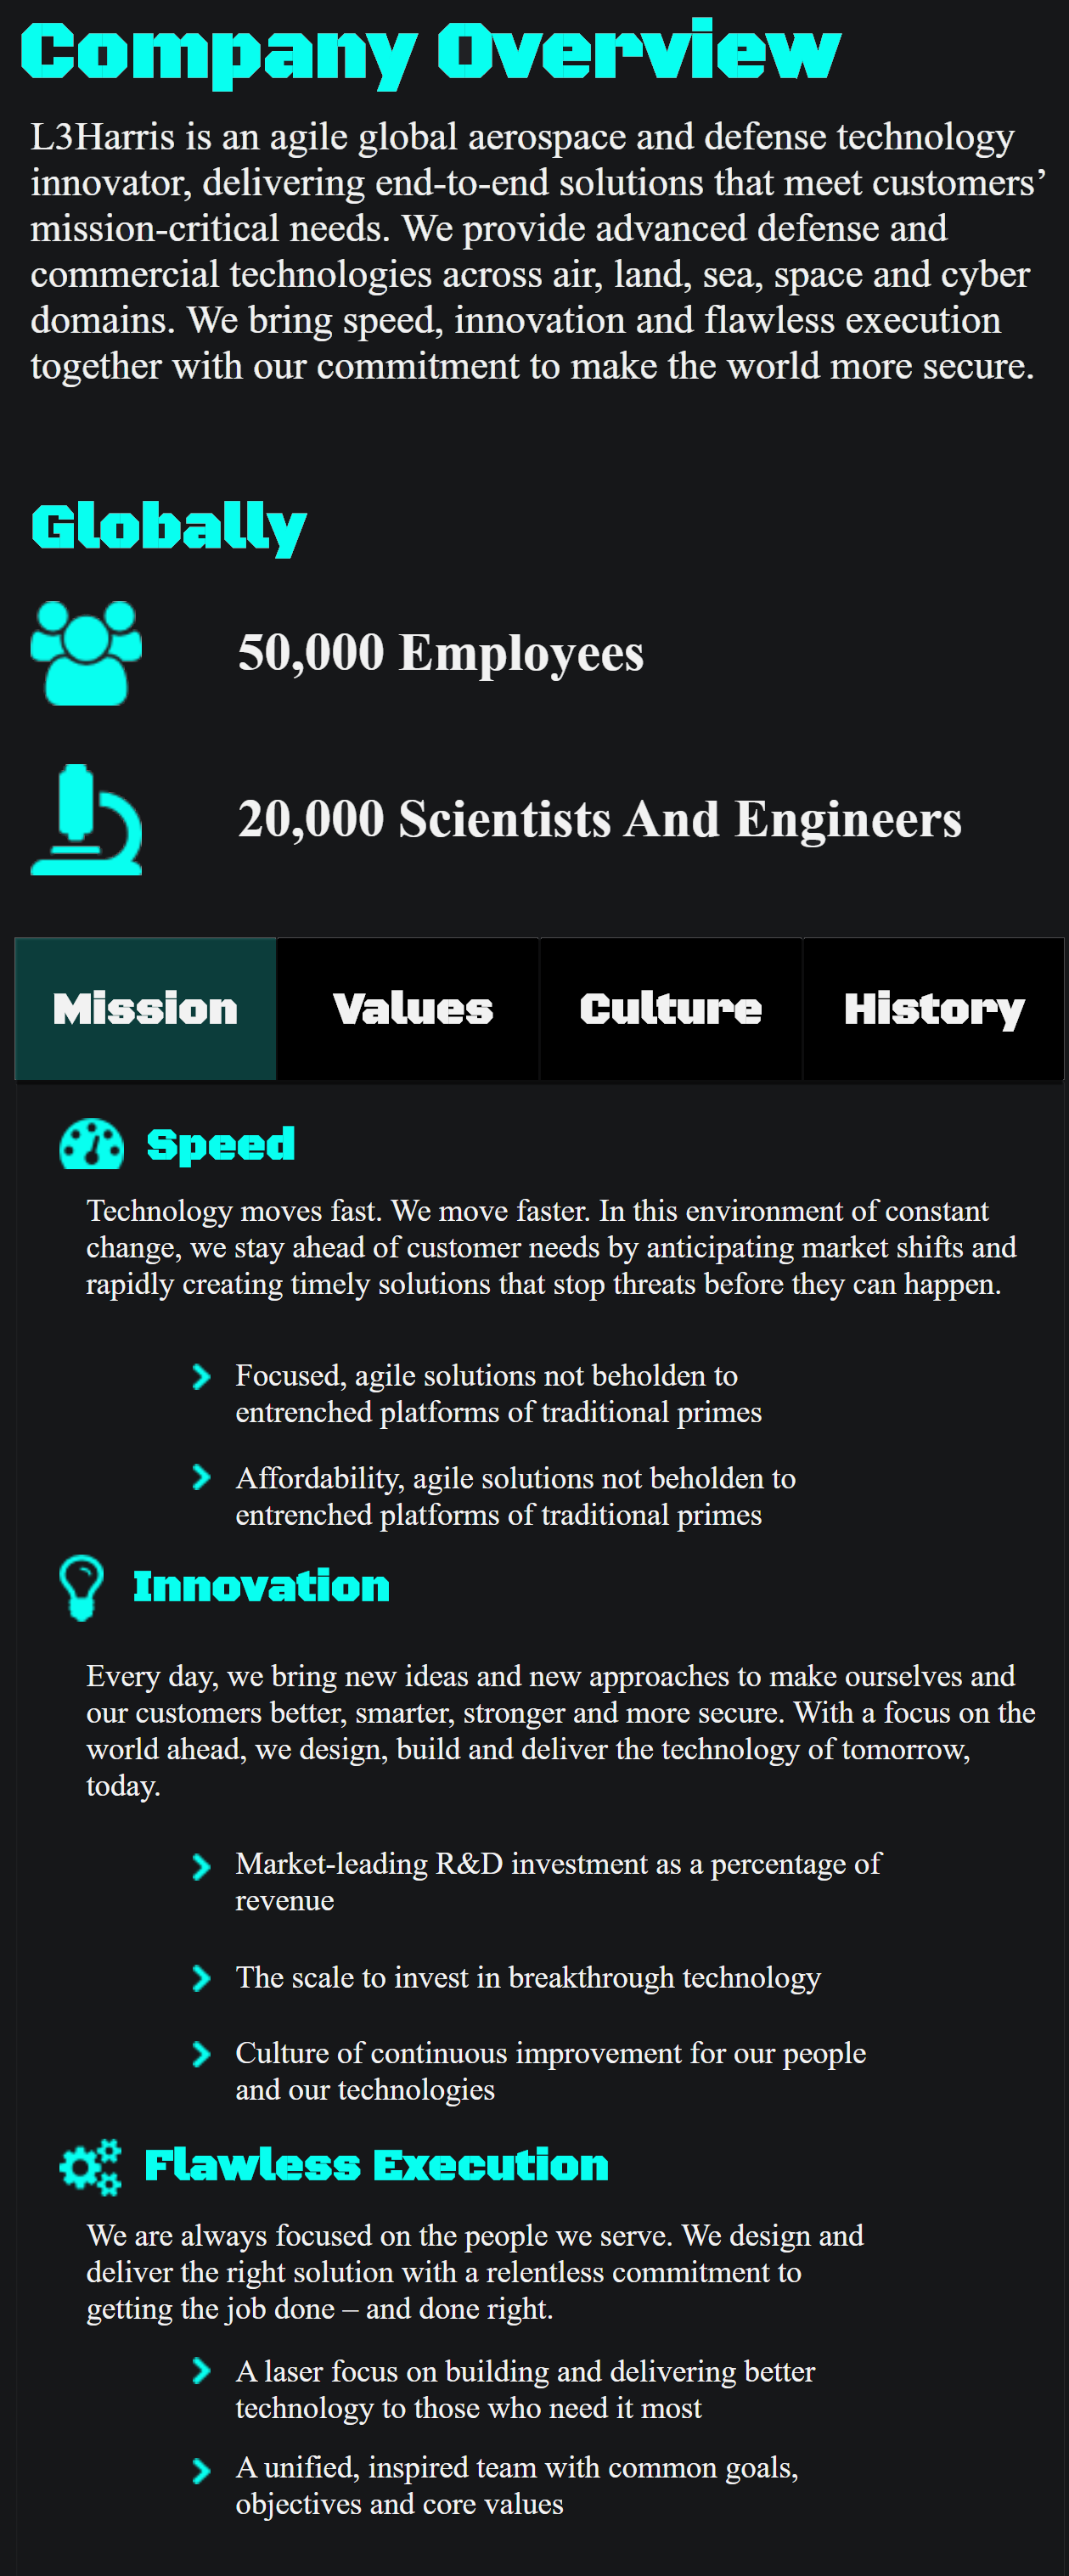 Company Overview
L3Harris is an agile global aerospace and defense technology
innovator, delivering end-to-end solutions that meet customers’
mission-critical needs. We provide advanced defense and
commercial technologies across air, land, sea, space and cyber
domains. We bring speed, innovation and flawless execution
together with our commitment to make the world more secure.
Globally
50,000 Employees
20,000 Scientists And Engineers
Mission Values Culture History
Speed
Technology moves fast. We move faster. In this environment of constant
change, we stay ahead of customer needs by anticipating market shifts and
rapidly creating timely solutions that stop threats before they can happen.
Focused, agile solutions not beholden to
entrenched platforms of traditional primes
Affordability, agile solutions not beholden to
entrenched platforms of traditional primes
Innovation
Every day, we bring new ideas and new approaches to make ourselves and
our customers better, smarter, stronger and more secure. With a focus on the
world ahead, we design, build and deliver the technology of tomorrow,
today.
Market-leading R&D investment as a percentage of
revenue
The scale to invest in breakthrough technology
Culture of continuous improvement for our people
and our technologies
Flawless Execution
We are always focused on the people we serve. We design and
deliver the right solution with a relentless commitment to
getting the job done – and done right.
A laser focus on building and delivering better
technology to those who need it most
A unified, inspired team with common goals,
objectives and core values